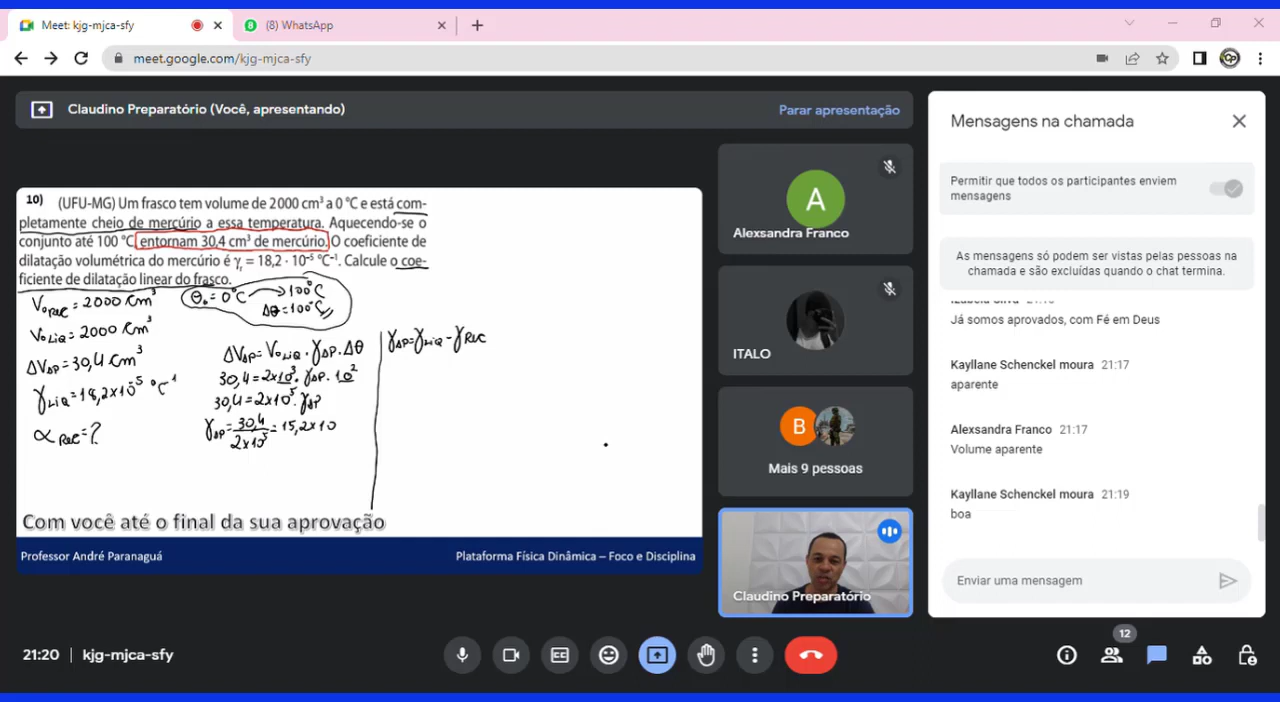 Meet: kjg-mjca-sfy
(8) WhatsApp
meet.google.com/kjg-mjca-sfy
Claudino Preparatório (Você, apresentando)
Parar apresentação
10) (UFU-MG) Um frasco tem volume de 2 000 cm³ a 0 °C e está com-
pletamente cheio de mercúrio a essa temperatura. Aquecendo-se o
conjunto até 100 °C entornam 30,4 cm³ de mercúrio. O coeficiente de
dilatação volumétrica do mercúrio é γr = 18,2 · 10⁻⁵ °C⁻¹. Calcule o coe-
ficiente de dilatação linear do frasco.
V₀REC = 2000 cm³
θ₀ = 0°C → 100°C
Δθ = 100°C
V₀LIQ = 2000 cm³
ΔVAP = 30,4 cm³
γLIQ = 18,2x10⁻⁵ °C⁻¹
α REC = ?
ΔVAP = V₀LIQ · γAP · Δθ
30,4 = 2x10³ · γAP · 10²
30,4 = 2x10⁵ · γAP
γAP = 30,4 / 2x10⁵ = 15,2x10
γAP = γLIQ - γREC
Com você até o final da sua aprovação
Professor André Paranaguá
Plataforma Física Dinâmica – Foco e Disciplina
A
Alexsandra Franco
ITALO
B
Mais 9 pessoas
Claudino Preparatório
Mensagens na chamada
Permitir que todos os participantes enviem
mensagens
As mensagens só podem ser vistas pelas pessoas na
chamada e são excluídas quando o chat termina.
Já somos aprovados, com Fé em Deus
Kayllane Schenckel moura 21:17
aparente
Alexsandra Franco 21:17
Volume aparente
Kayllane Schenckel moura 21:19
boa
Enviar uma mensagem
21:20 | kjg-mjca-sfy
12